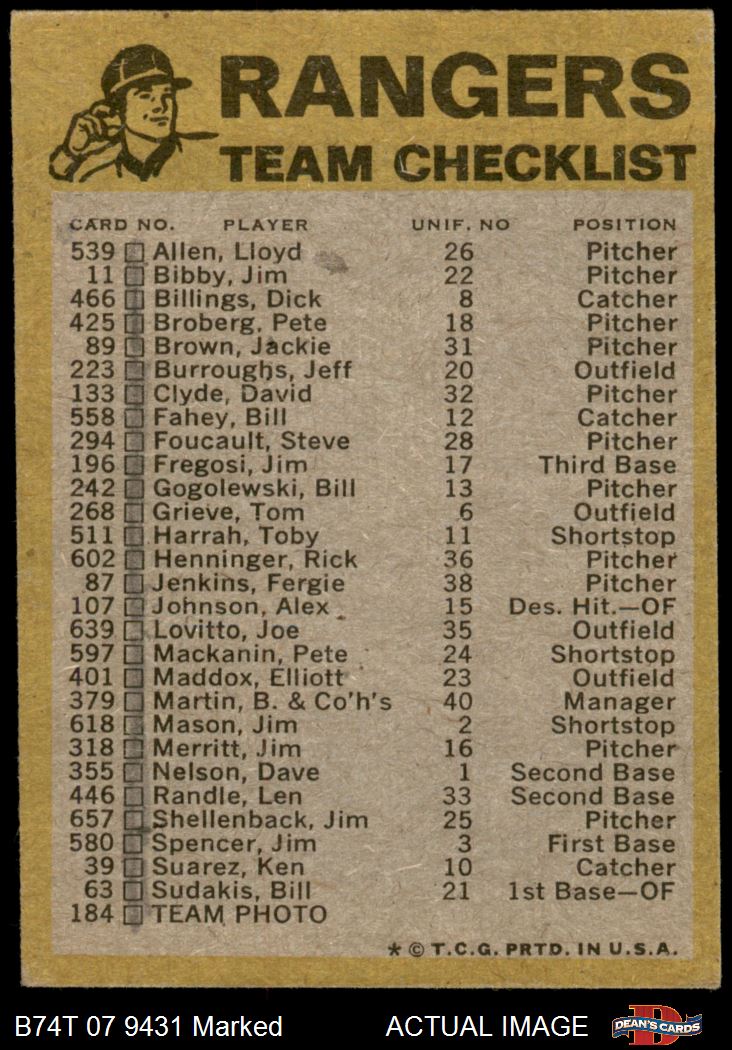 RANGERS
TEAM CHECKLIST
CARD NO. PLAYER UNIF. NO POSITION
539 Allen, Lloyd 26 Pitcher
11 Bibby, Jim 22 Pitcher
466 Billings, Dick 8 Catcher
425 Broberg, Pete 18 Pitcher
89 Brown, Jackie 31 Pitcher
223 Burroughs, Jeff 20 Outfield
133 Clyde, David 32 Pitcher
558 Fahey, Bill 12 Catcher
294 Foucault, Steve 28 Pitcher
196 Fregosi, Jim 17 Third Base
242 Gogolewski, Bill 13 Pitcher
268 Grieve, Tom 6 Outfield
511 Harrah, Toby 11 Shortstop
602 Henninger, Rick 36 Pitcher
87 Jenkins, Fergie 38 Pitcher
107 Johnson, Alex 15 Des. Hit.—OF
639 Lovitto, Joe 35 Outfield
597 Mackanin, Pete 24 Shortstop
401 Maddox, Elliott 23 Outfield
379 Martin, B. & Co'h's 40 Manager
618 Mason, Jim 2 Shortstop
318 Merritt, Jim 16 Pitcher
355 Nelson, Dave 1 Second Base
446 Randle, Len 33 Second Base
657 Shellenback, Jim 25 Pitcher
580 Spencer, Jim 3 First Base
39 Suarez, Ken 10 Catcher
63 Sudakis, Bill 21 1st Base—OF
184 TEAM PHOTO
* © T.C.G. PRTD. IN U.S.A.
B74T 07 9431 Marked ACTUAL IMAGE DEAN'S CARDS